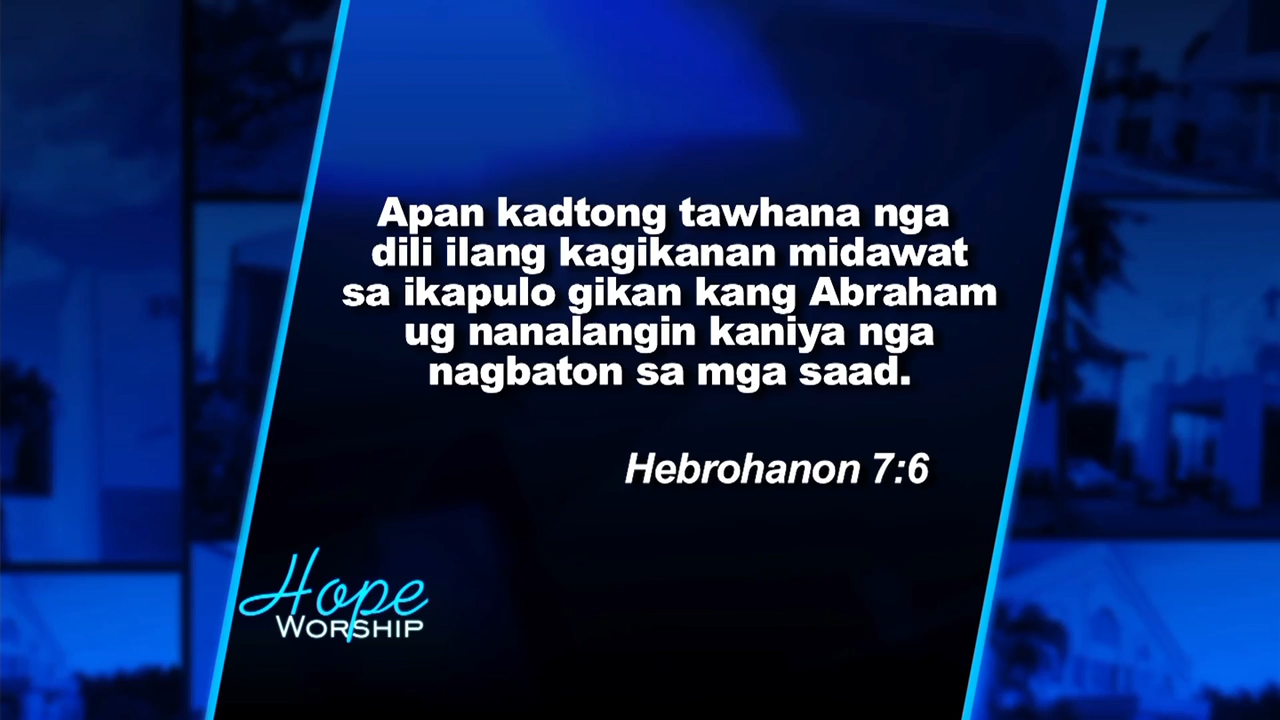 Apan kadtong tawhana nga
dili ilang kagikanan midawat
sa ikapulo gikan kang Abraham
ug nanalangin kaniya nga
nagbaton sa mga saad.
Hebrohanon 7:6
Hope
WORSHIP